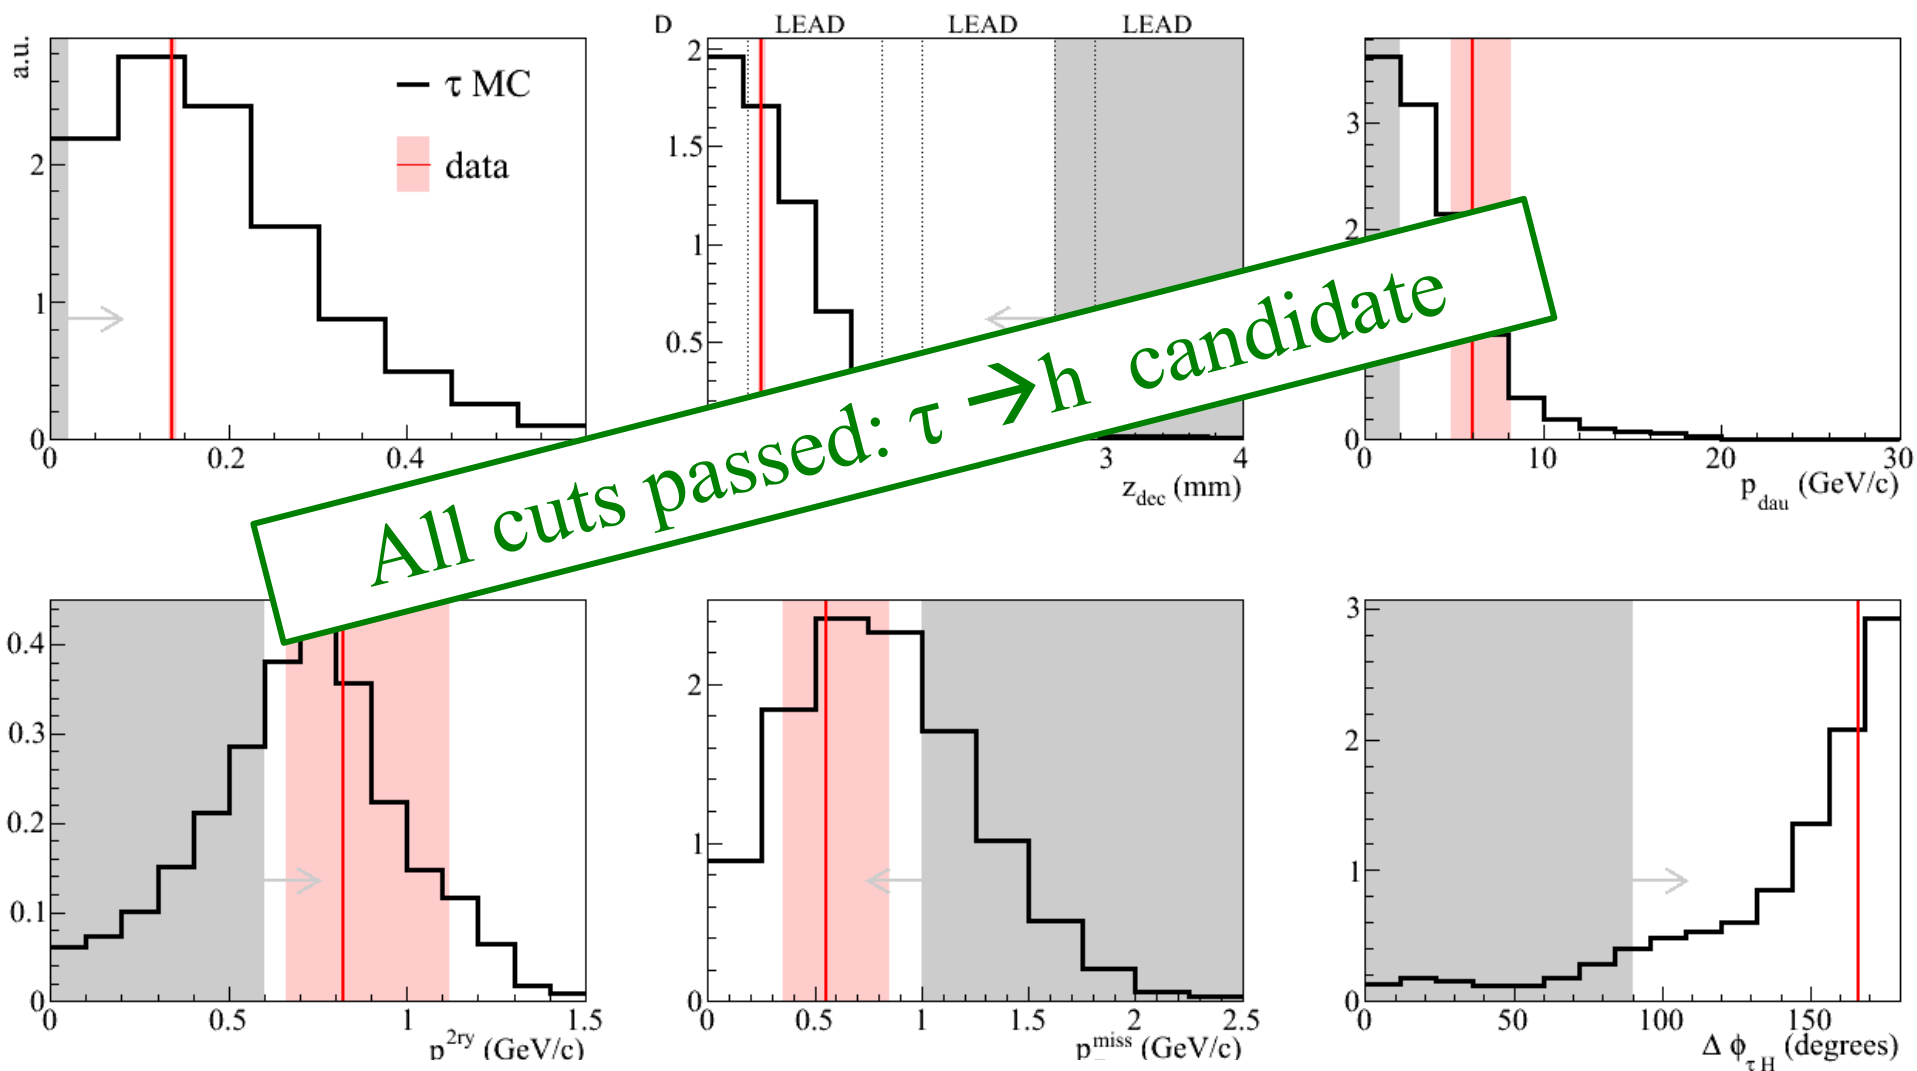 D LEAD LEAD LEAD
a.u.
τ MC
data
2
1
0
0 0.2 0.4
2
1.5
1
0.5
3 4
z_dec (mm)
3
2
0
0 10 20 30
p_dau (GeV/c)
All cuts passed: τ → h candidate
0.4
0.3
0.2
0.1
0
0 0.5 1 1.5
p^2ry (GeV/c)
2
1
0
0 0.5 1 1.5 2 2.5
p^miss (GeV/c)
3
2
1
0
0 50 100 150
Δ ϕ_τH (degrees)